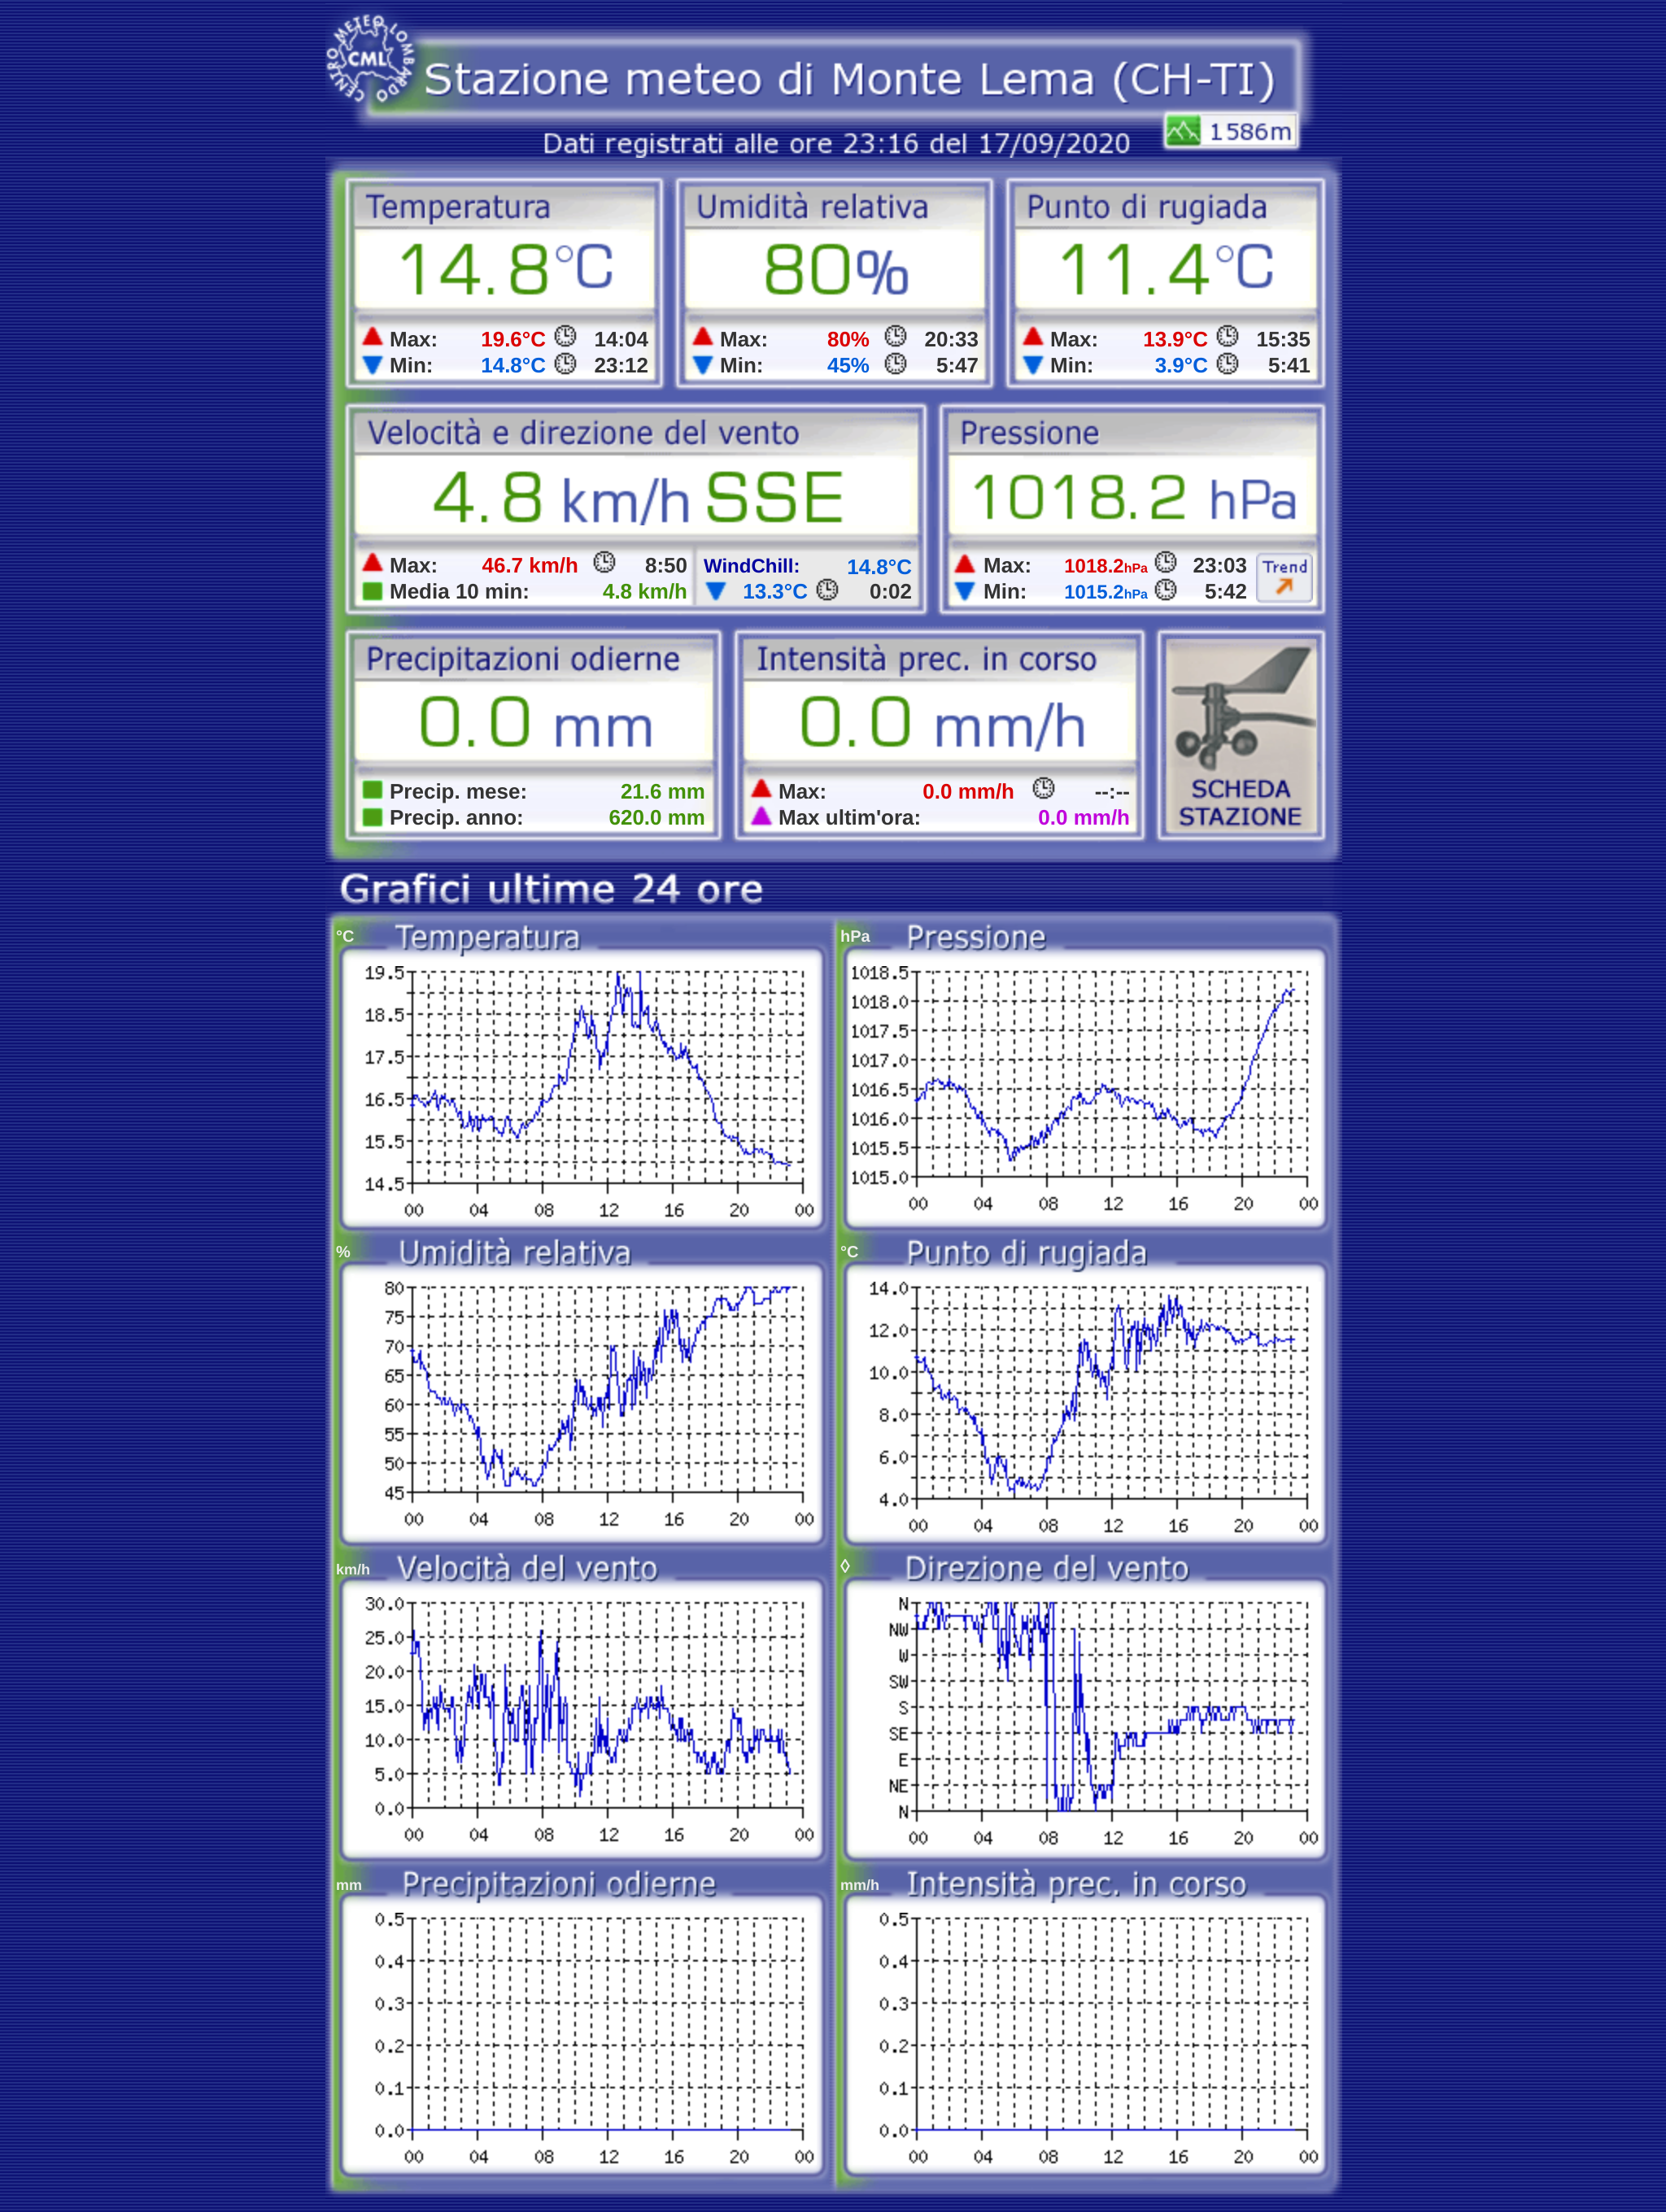 CENTRO METEO LOMBARDO
CML
Stazione meteo di Monte Lema (CH-TI)
1586m
Dati registrati alle ore 23:16 del 17/09/2020
Temperatura
14.8°C
Max: 19.6°C 14:04
Min: 14.8°C 23:12
Umidità relativa
80%
Max: 80% 20:33
Min: 45% 5:47
Punto di rugiada
11.4°C
Max: 13.9°C 15:35
Min: 3.9°C 5:41
Velocità e direzione del vento
4.8 km/h SSE
Max: 46.7 km/h 8:50
Media 10 min: 4.8 km/h
WindChill: 14.8°C
13.3°C 0:02
Pressione
1018.2 hPa
Max: 1018.2hPa 23:03
Min: 1015.2hPa 5:42
Trend
Precipitazioni odierne
0.0 mm
Precip. mese: 21.6 mm
Precip. anno: 620.0 mm
Intensità prec. in corso
0.0 mm/h
Max: 0.0 mm/h --:--
Max ultim'ora: 0.0 mm/h
SCHEDA
STAZIONE
Grafici ultime 24 ore
°C Temperatura
19.5
18.5
17.5
16.5
15.5
14.5
00 04 08 12 16 20 00
hPa Pressione
1018.5
1018.0
1017.5
1017.0
1016.5
1016.0
1015.5
1015.0
00 04 08 12 16 20 00
% Umidità relativa
80
75
70
65
60
55
50
45
00 04 08 12 16 20 00
°C Punto di rugiada
14.0
12.0
10.0
8.0
6.0
4.0
00 04 08 12 16 20 00
km/h Velocità del vento
30.0
25.0
20.0
15.0
10.0
5.0
0.0
00 04 08 12 16 20 00
◊ Direzione del vento
N
NW
W
SW
S
SE
E
NE
N
00 04 08 12 16 20 00
mm Precipitazioni odierne
0.5
0.4
0.3
0.2
0.1
0.0
00 04 08 12 16 20 00
mm/h Intensità prec. in corso
0.5
0.4
0.3
0.2
0.1
0.0
00 04 08 12 16 20 00